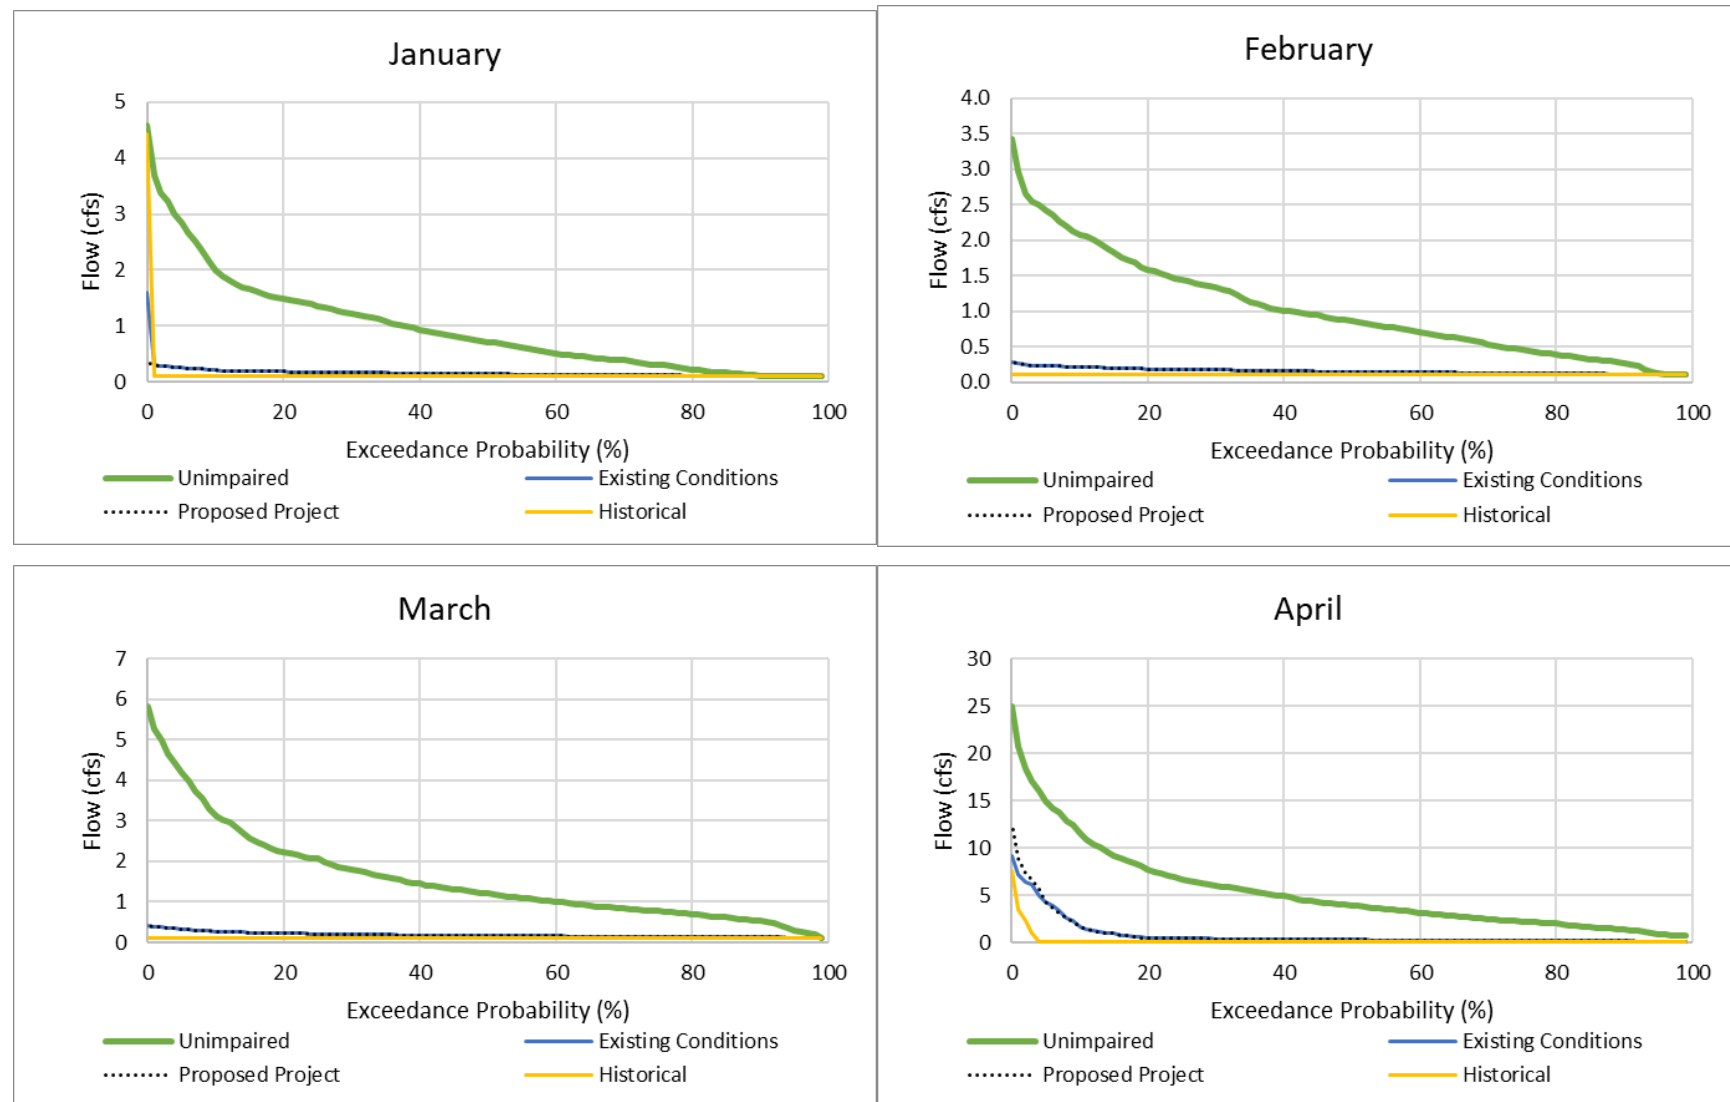 January
5
4
3
2
1
0
Flow (cfs)
0 20 40 60 80 100
Exceedance Probability (%)
Unimpaired Existing Conditions
Proposed Project Historical
February
4.0
3.5
3.0
2.5
2.0
1.5
1.0
0.5
0.0
Flow (cfs)
0 20 40 60 80 100
Exceedance Probability (%)
Unimpaired Existing Conditions
Proposed Project Historical
March
7
6
5
4
3
2
1
0
Flow (cfs)
0 20 40 60 80 100
Exceedance Probability (%)
Unimpaired Existing Conditions
Proposed Project Historical
April
30
25
20
15
10
5
0
Flow (cfs)
0 20 40 60 80 100
Exceedance Probability (%)
Unimpaired Existing Conditions
Proposed Project Historical